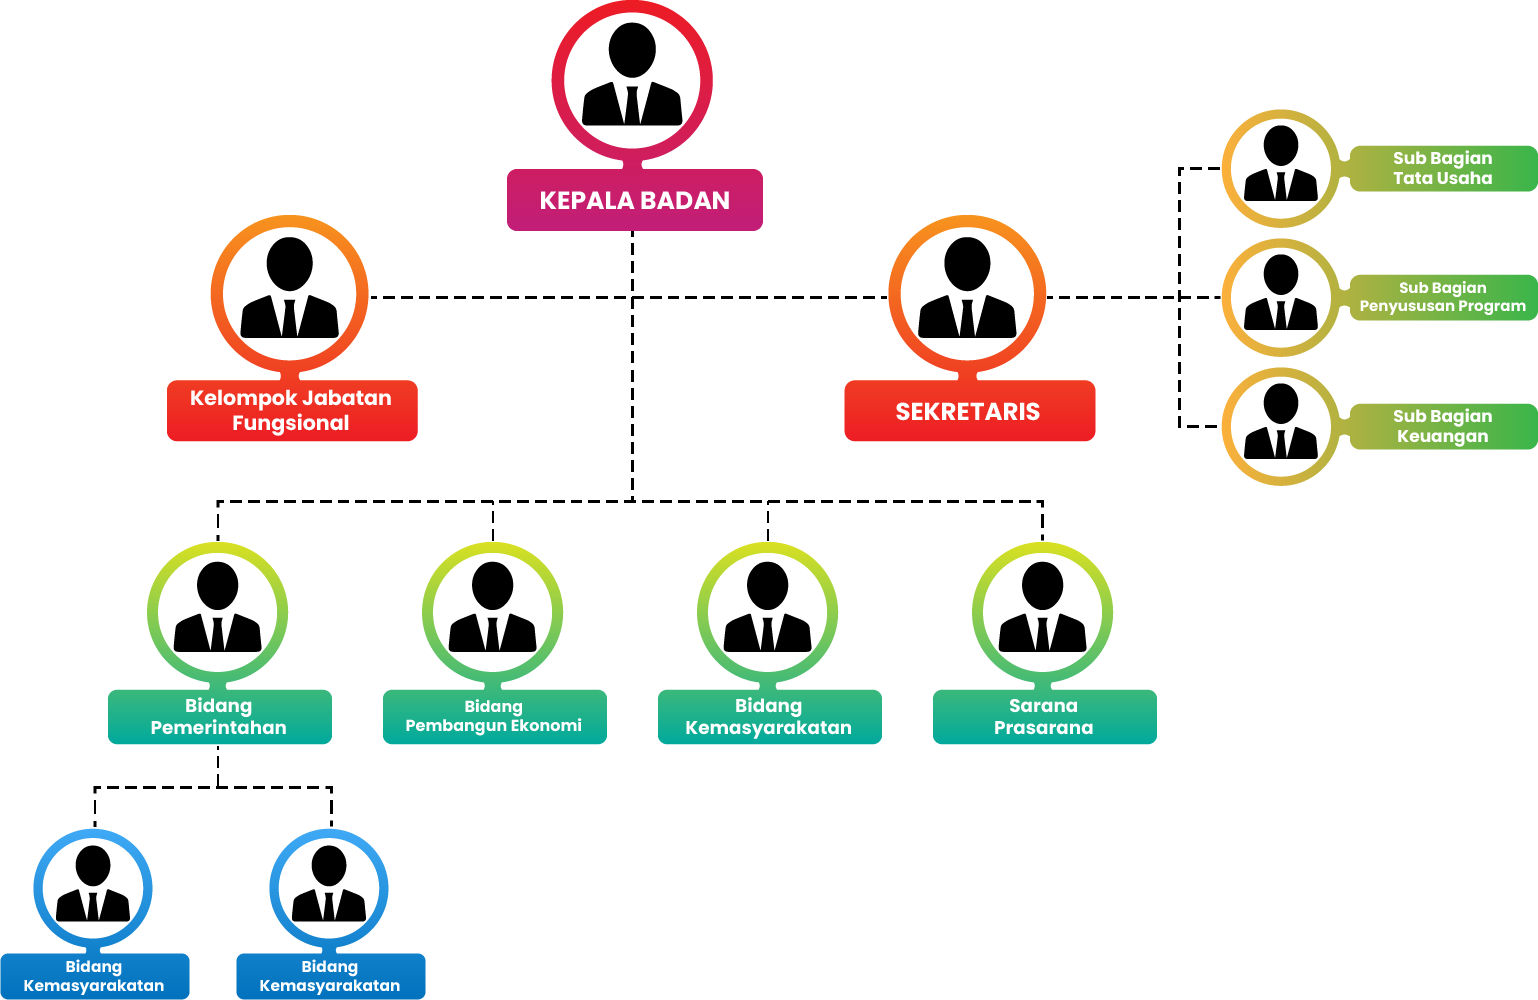 KEPALA BADAN
Kelompok Jabatan
Fungsional
SEKRETARIS
Sub Bagian
Tata Usaha
Sub Bagian
Penyususan Program
Sub Bagian
Keuangan
Bidang
Pemerintahan
Bidang
Pembangun Ekonomi
Bidang
Kemasyarakatan
Sarana
Prasarana
Bidang
Kemasyarakatan
Bidang
Kemasyarakatan